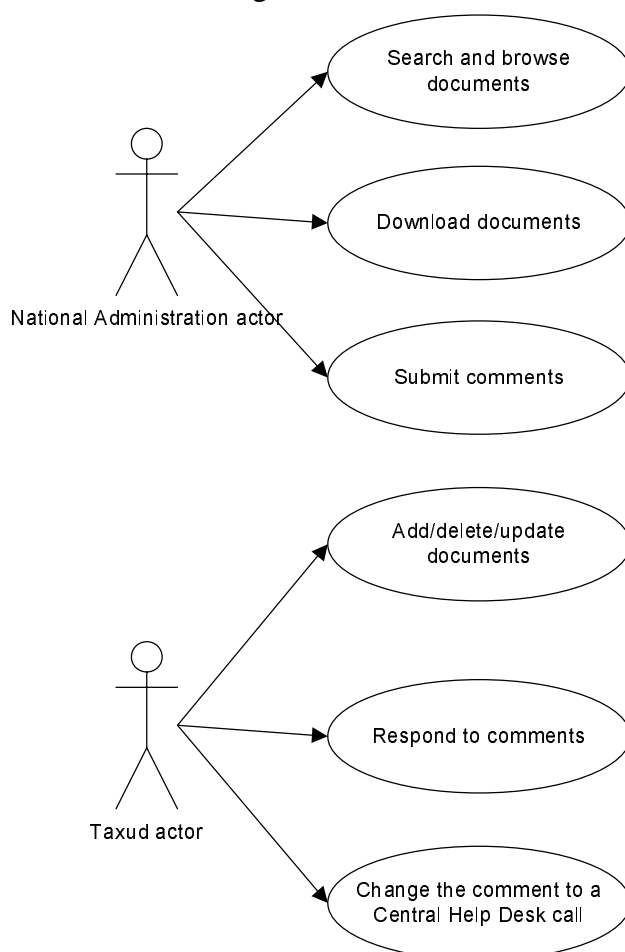 Search and browse
documents
Download documents
National Administration actor
Submit comments
Add/delete/update
documents
Respond to comments
Taxud actor
Change the comment to a
Central Help Desk call